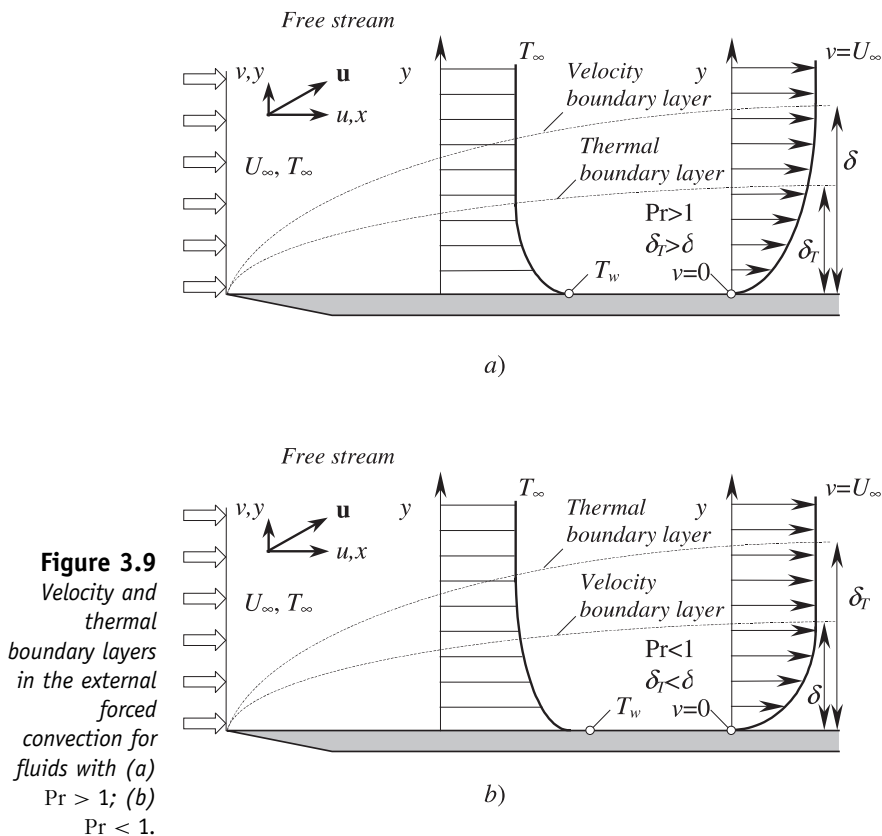 Free stream
v,y
u
u,x
U∞, T∞
y
T∞
Velocity
boundary layer
Thermal
boundary layer
Pr>1
δT>δ
Tw
v=0
y
v=U∞
δ
δT
a)
Free stream
v,y
u
u,x
U∞, T∞
y
T∞
Thermal
boundary layer
Velocity
boundary layer
Pr<1
δT<δ
Tw
v=0
y
v=U∞
δT
δ
b)
Figure 3.9
Velocity and
thermal
boundary layers
in the external
forced
convection for
fluids with (a)
Pr > 1; (b)
Pr < 1.